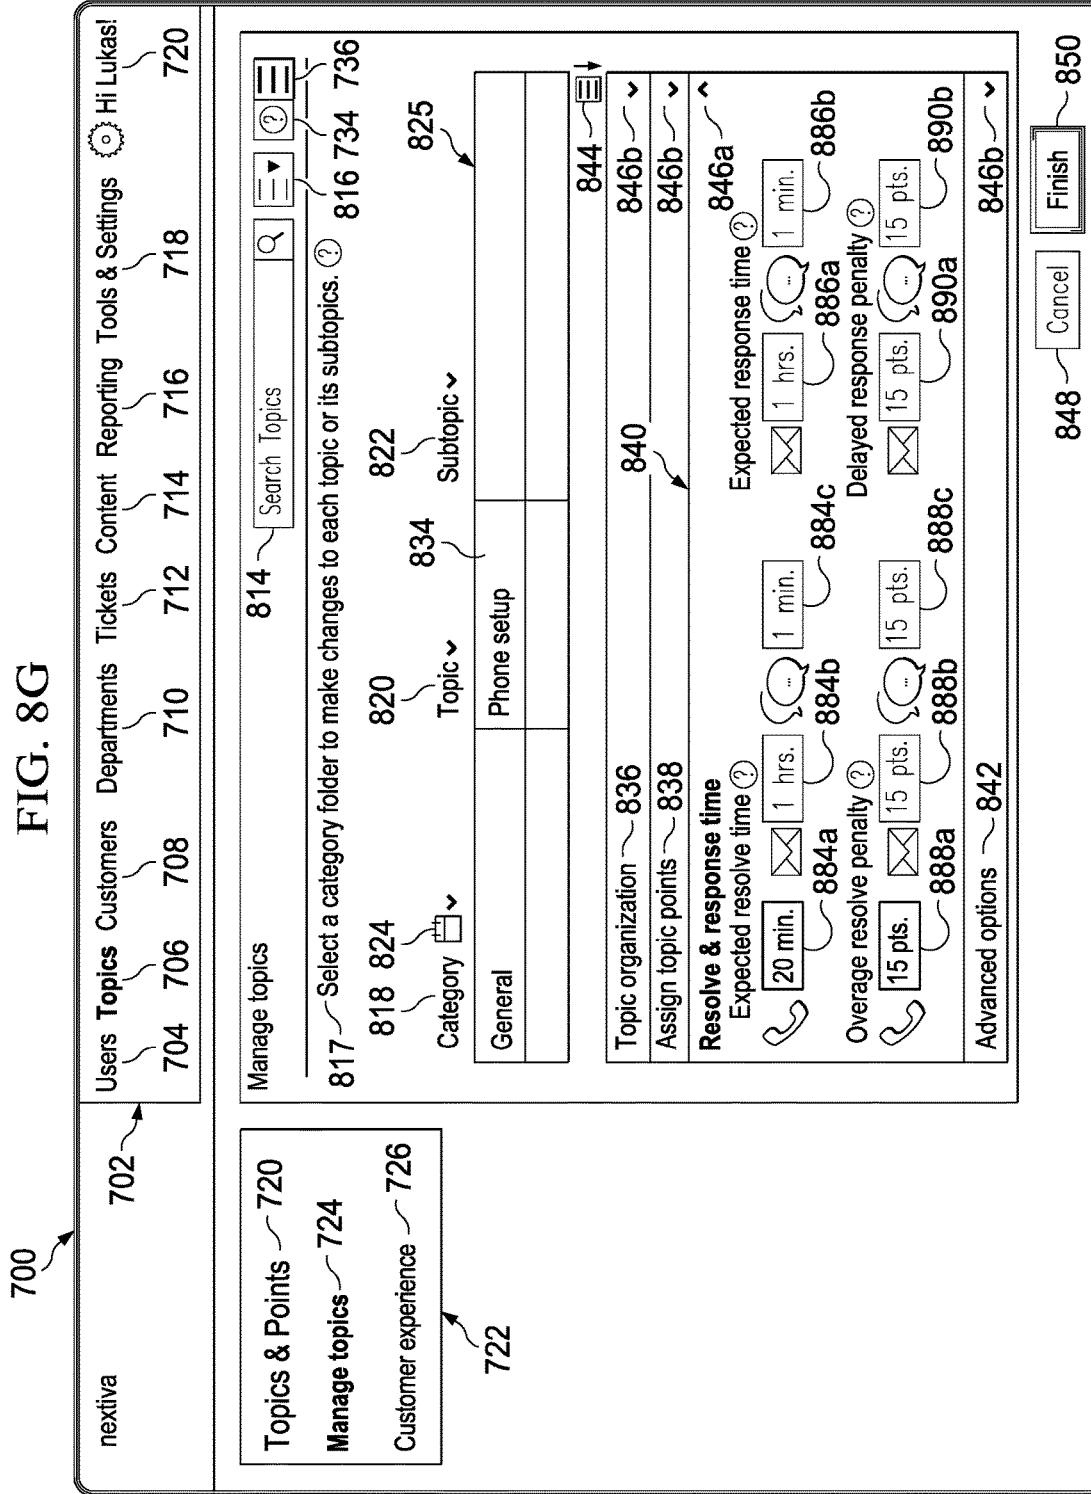 FIG. 8G
700
nextiva
702
Users Topics Customers Departments Tickets Content Reporting Tools & Settings Hi Lukas!
704 706 708 710 712 714 716 718 720
Topics & Points 720
Manage topics 724
Customer experience 726
722
Manage topics
814 Search Topics
816 734 736
817 Select a category folder to make changes to each topic or its subtopics. ?
818 824 820 822
Category Topic Subtopic
825
General Phone setup
834
844
Topic organization 836 846b
Assign topic points 838 846b
840
Resolve & response time 846a
Expected resolve time ? Expected response time ?
20 min. 1 hrs. ... 1 min. 1 hrs. ... 1 min.
884a 884b 884c 886a 886b
Overage resolve penalty ? Delayed response penalty ?
15 pts. 15 pts. ... 15 pts. 15 pts. ... 15 pts.
888a 888b 888c 890a 890b
Advanced options 842 846b
Cancel Finish
848 850